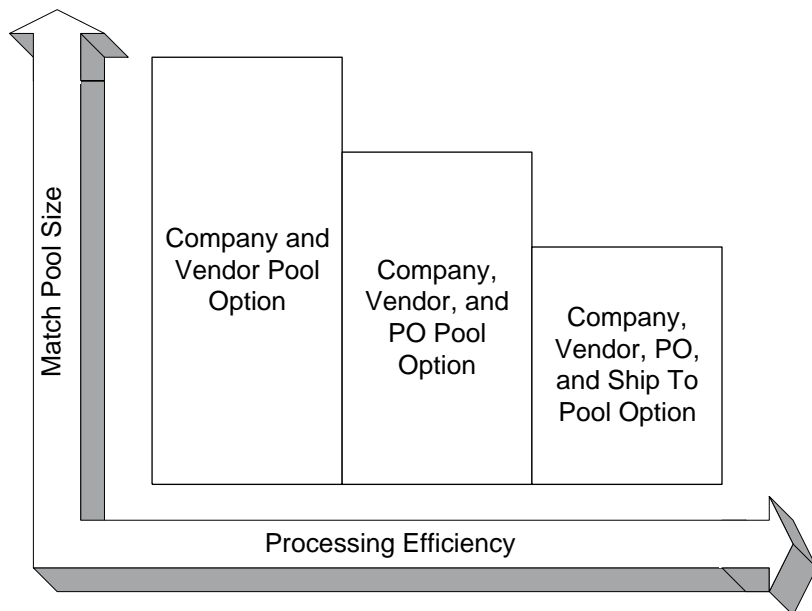 Match Pool Size
Company and
Vendor Pool
Option
Company,
Vendor, and
PO Pool
Option
Company,
Vendor, PO,
and Ship To
Pool Option
Processing Efficiency